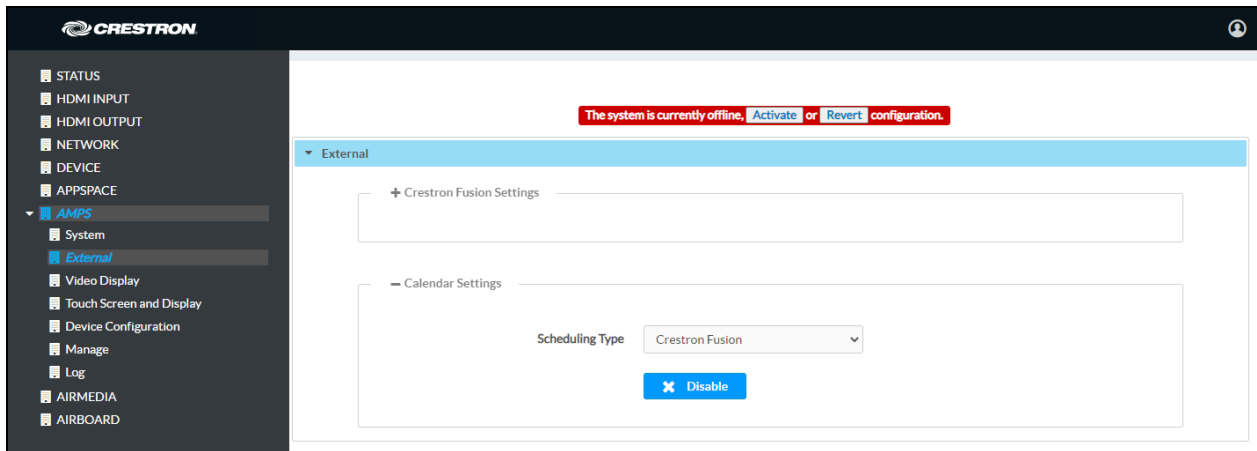 CRESTRON
STATUS
HDMI INPUT
HDMI OUTPUT
NETWORK
DEVICE
APPSPACE
AMPS
System
External
Video Display
Touch Screen and Display
Device Configuration
Manage
Log
AIRMEDIA
AIRBOARD
The system is currently offline, Activate or Revert configuration.
External
Crestron Fusion Settings
Calendar Settings
Scheduling Type Crestron Fusion
Disable